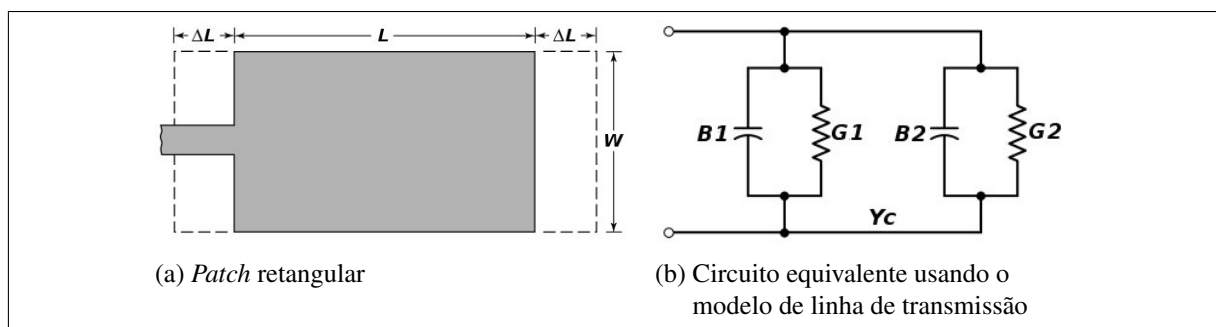 ΔL L ΔL
W
B1 G1 B2 G2
Yc
(a) Patch retangular
(b) Circuito equivalente usando o
modelo de linha de transmissão